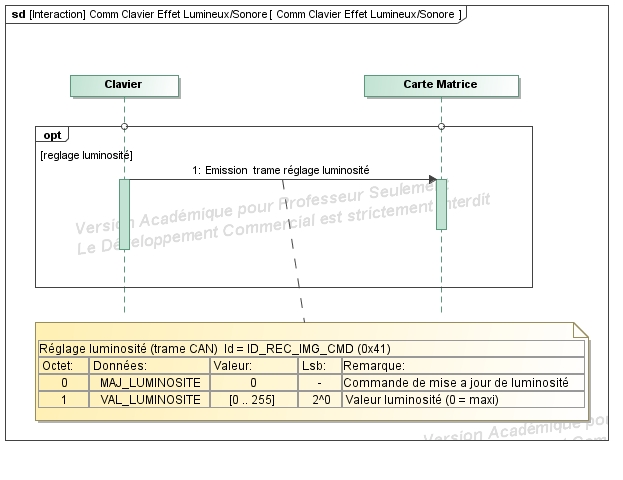 sd [Interaction] Comm Clavier Effet Lumineux/Sonore [ Comm Clavier Effet Lumineux/Sonore ]
Clavier
Carte Matrice
opt
[reglage luminosité]
1: Emission trame réglage luminosité
Version Académique pour Professeur Seulement
Le Développement Commercial est strictement interdit
Réglage luminosité (trame CAN) Id = ID_REC_IMG_CMD (0x41)
Octet: Données: Valeur: Lsb: Remarque:
0 MAJ_LUMINOSITE 0 - Commande de mise a jour de luminosité
1 VAL_LUMINOSITE [0 .. 255] 2^0 Valeur luminosité (0 = maxi)
Version Académique pou